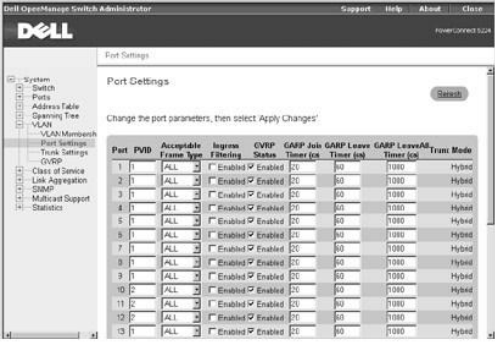 Dell OpenManage Switch Administrator Support Help About Close
DELL
PowerConnect 5224
Port Settings
System
Switch
Ports
Address Table
Spanning Tree
VLAN
VLAN Membersh
Port Settings
Trunk Settings
GVRP
Class of Service
Link Aggregation
SNMP
Multicast Support
Statistics
Port Settings
Refresh
Change the port parameters, then select 'Apply Changes'.
Port PVID Acceptable Frame Type Ingress Filtering GVRP Status GARP Join Timer (cs) GARP Leave Timer (cs) GARP LeaveAll Timer (cs) Trunc Mode
1 1 ALL Enabled Enabled 20 60 1000 Hybrid
2 1 ALL Enabled Enabled 20 60 1000 Hybrid
3 1 ALL Enabled Enabled 20 60 1000 Hybrid
4 1 ALL Enabled Enabled 20 60 1000 Hybrid
5 1 ALL Enabled Enabled 20 60 1000 Hybrid
6 1 ALL Enabled Enabled 20 60 1000 Hybrid
7 1 ALL Enabled Enabled 20 60 1000 Hybrid
8 1 ALL Enabled Enabled 20 60 1000 Hybrid
9 1 ALL Enabled Enabled 20 60 1000 Hybrid
10 2 ALL Enabled Enabled 20 60 1000 Hybrid
11 2 ALL Enabled Enabled 20 60 1000 Hybrid
12 2 ALL Enabled Enabled 20 60 1000 Hybrid
13 1 ALL Enabled Enabled 20 60 1000 Hybrid